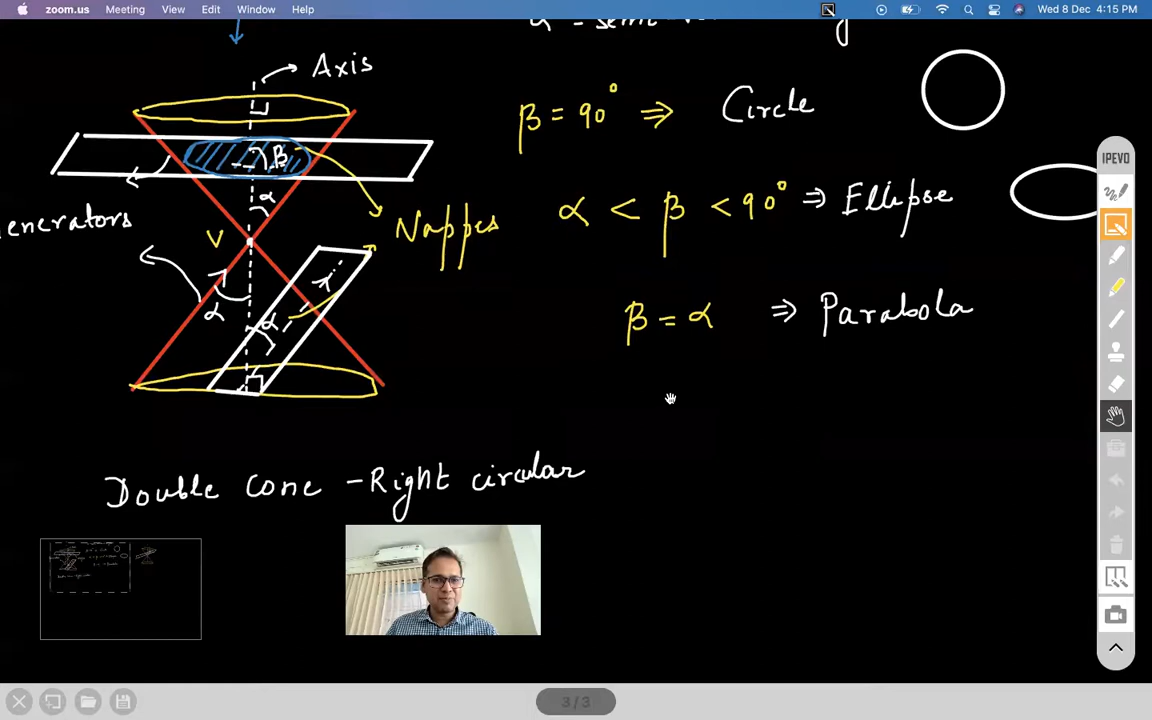 zoom.us Meeting View Edit Window Help Wed 8 Dec 4:15 PM
α - semi
Axis
β = 90° ⇒ Circle
β
α
α < β < 90° ⇒ Ellipse
enerators
Nappes
V
α
α
β = α ⇒ Parabola
Double cone - Right circular
IPEVO
3/3